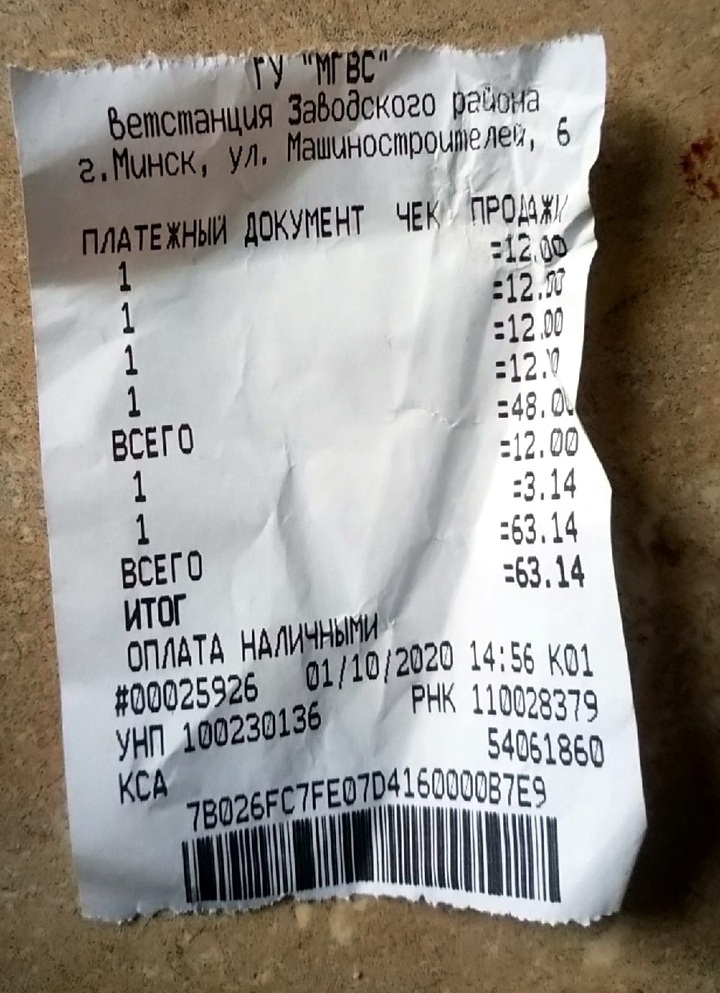 ГУ "МГВС"
Ветстанция Заводского района
г.Минск, ул. Машиностроителей, 6
ПЛАТЕЖНЫЙ ДОКУМЕНТ ЧЕК ПРОДАЖИ
1 =12.00
1 =12.00
1 =12.00
1 =12.00
ВСЕГО =48.00
1 =12.00
1 =3.14
ВСЕГО =63.14
ИТОГ =63.14
ОПЛАТА НАЛИЧНЫМИ
#00025926 01/10/2020 14:56 К01
УНП 100230136 РНК 110028379
КСА 54061860
7B026FC7FE07D4160000B7E9